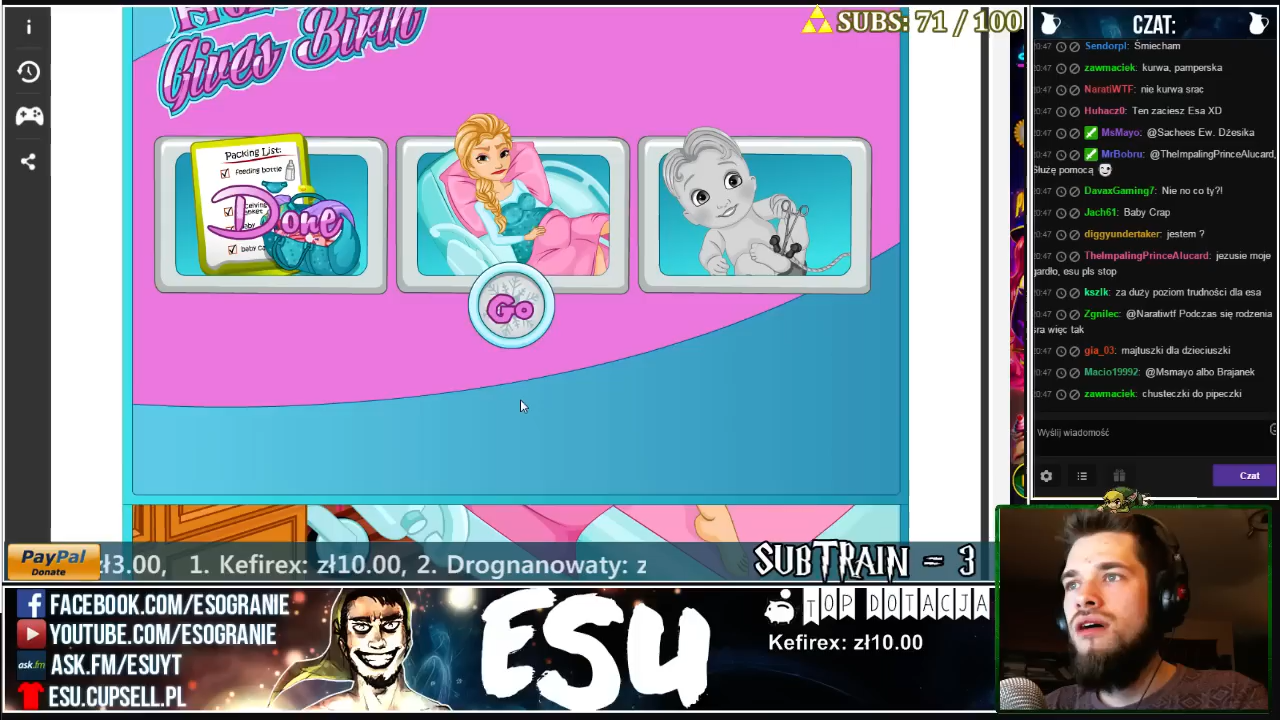 Gives Birth
SUBS: 71 / 100
CZAT:
Packing List:
feeding bottle
Done
Go
Sendorpl: Śmiecham
zawmaciek: kurwa, pamperska
NaratiWTF: nie kurwa srac
Huhacz0: Ten zaciesz Esa XD
MsMayo: @Sachees Ew. Dżesika
MrBobru: @TheImpalingPrinceAlucard,
służę pomocą
DavaxGaming7: Nie no co ty?!
Jach61: Baby Crap
diggyundertaker: jestem ?
TheImpalingPrinceAlucard: jezusie moje
gardło, esu pls stop
kszlk: za duży poziom trudności dla esa
Zgnilec: @Naratiwtf Podczas się rodzenia
sra więc tak
gia_03: majtuszki dla dzieciuszki
Macio19992: @Msmayo albo Brajanek
zawmaciek: chusteczki do pipeczki
Wyślij wiadomość
Czat
PayPal
Donate
zł3.00, 1. Kefirex: zł10.00, 2. Drognanowaty: z
SUBTRAIN = 3
FACEBOOK.COM/ESOGRANIE
YOUTUBE.COM/ESOGRANIE
ask.fm ASK.FM/ESUYT
ESU.CUPSELL.PL
ESU
TOP DOTACJA
Kefirex: zł10.00